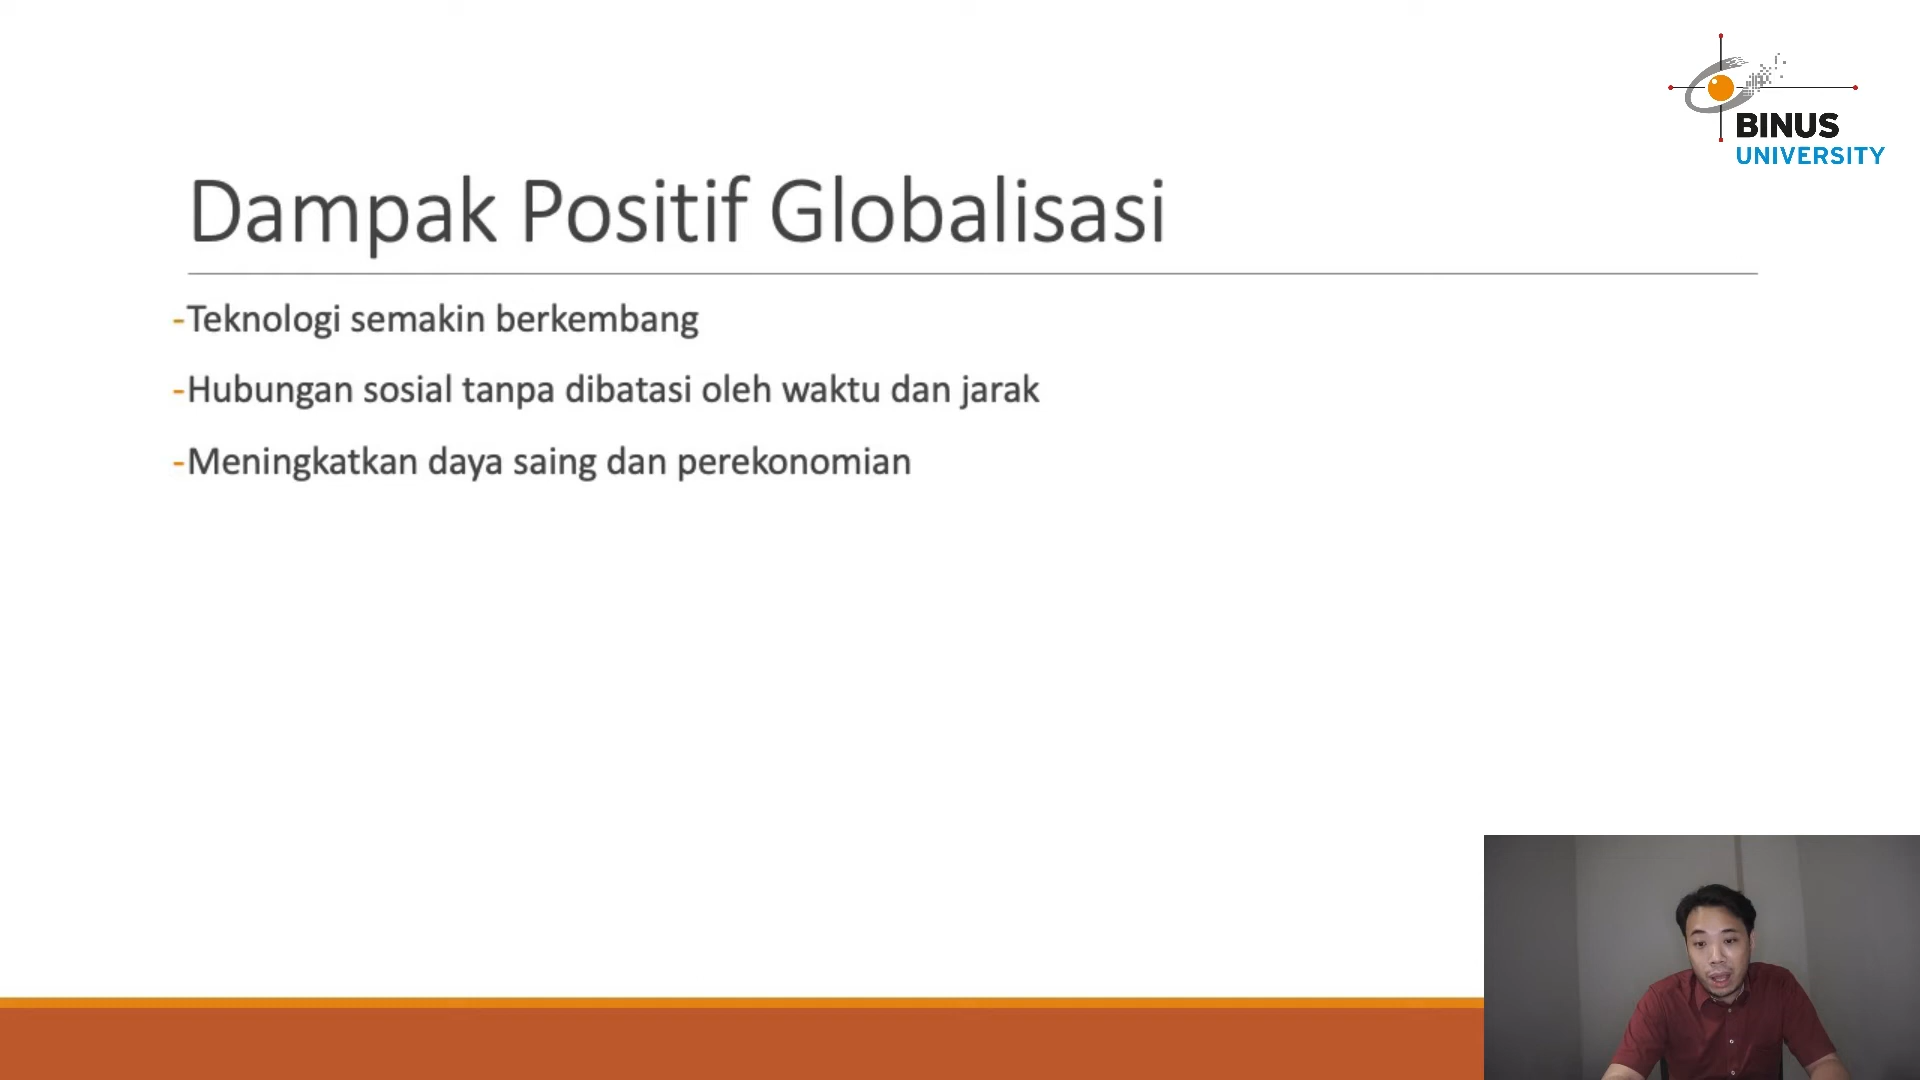 BINUS
UNIVERSITY
Dampak Positif Globalisasi
-Teknologi semakin berkembang
-Hubungan sosial tanpa dibatasi oleh waktu dan jarak
-Meningkatkan daya saing dan perekonomian